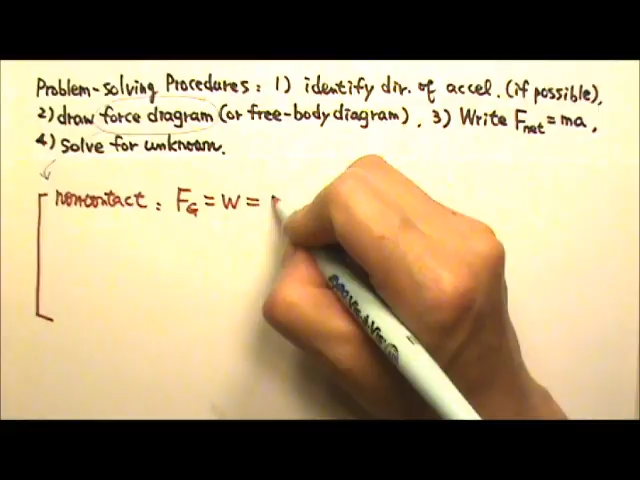 Problem-solving Procedures: 1) identify dir. of accel. (if possible),
2) draw force diagram (or free-body diagram), 3) Write Fnet = ma,
4) Solve for unknown.
noncontact: FG = W =